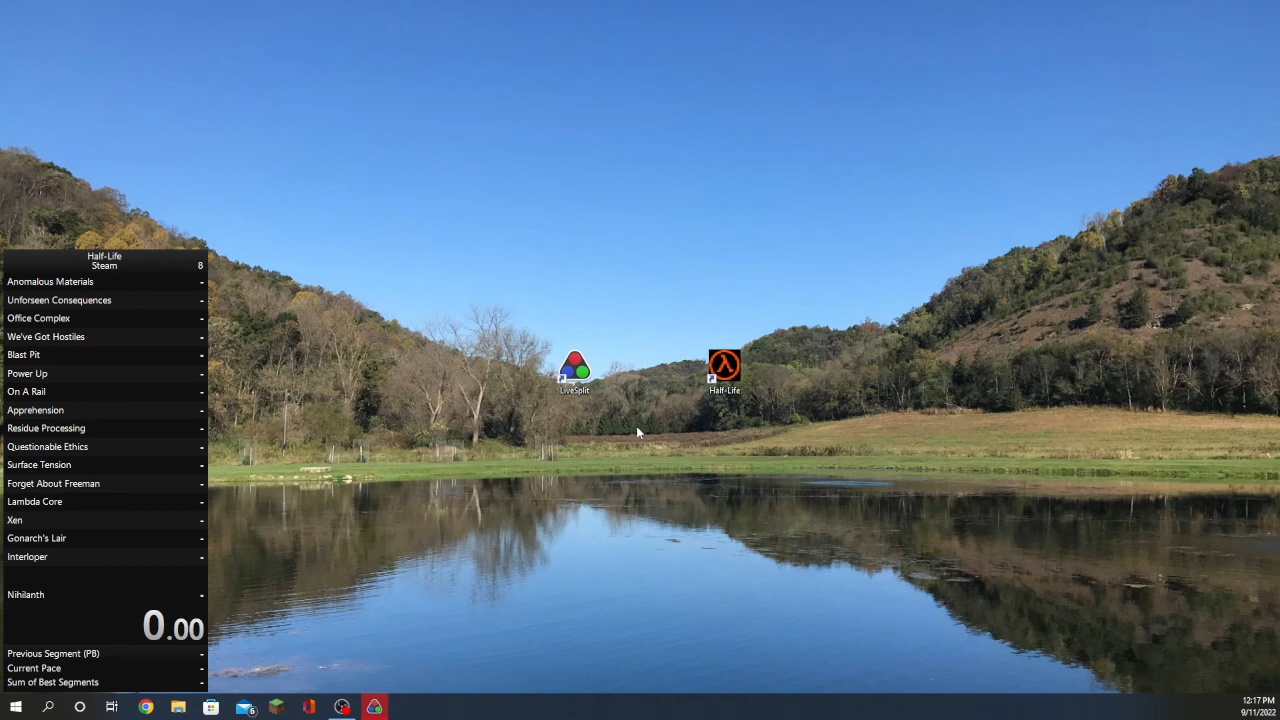 Half-Life
Steam 8
Anomalous Materials -
Unforseen Consequences -
Office Complex -
We've Got Hostiles -
Blast Pit -
Power Up -
On A Rail -
Apprehension -
Residue Processing -
Questionable Ethics -
Surface Tension -
Forget About Freeman -
Lambda Core -
Xen -
Gonarch's Lair -
Interloper -
Nihilanth -
0.00
Previous Segment (PB) -
Current Pace -
Sum of Best Segments -
LiveSplit
Half-Life
6
12:17 PM
9/11/2022